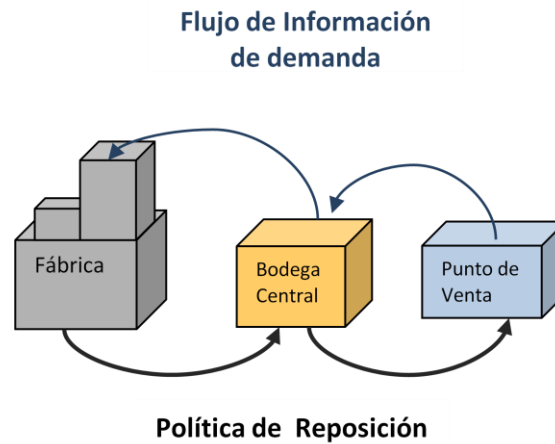 Flujo de Información
de demanda
Fábrica
Bodega
Central
Punto de
Venta
Política de Reposición